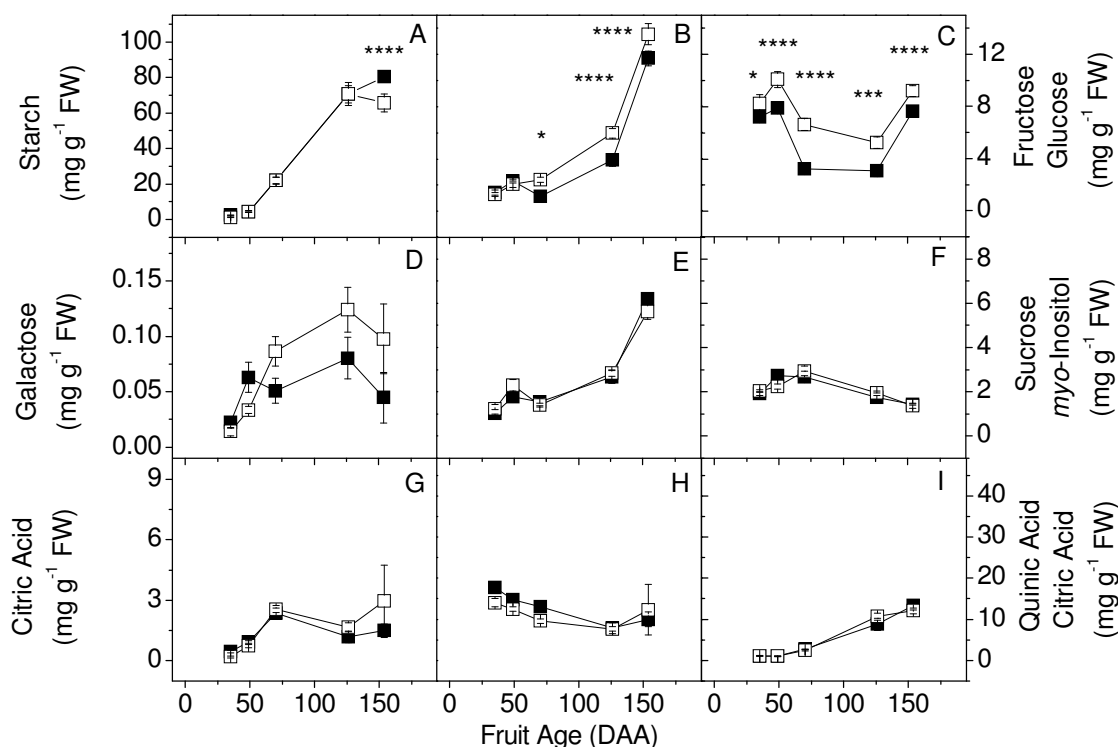 A
B
C
****
****
****
*
*
****
****
***
****
100
80
60
40
20
0
12
8
4
0
Starch
(mg g-1 FW)
Fructose
Glucose
(mg g-1 FW)
D
E
F
0.15
0.10
0.05
0.00
8
6
4
2
0
Galactose
(mg g-1 FW)
Sucrose
myo-Inositol
(mg g-1 FW)
G
H
I
9
6
3
0
40
30
20
10
0
Citric Acid
(mg g-1 FW)
Quinic Acid
Citric Acid
(mg g-1 FW)
0 50 100 150 0 50 100 150 0 50 100 150
Fruit Age (DAA)